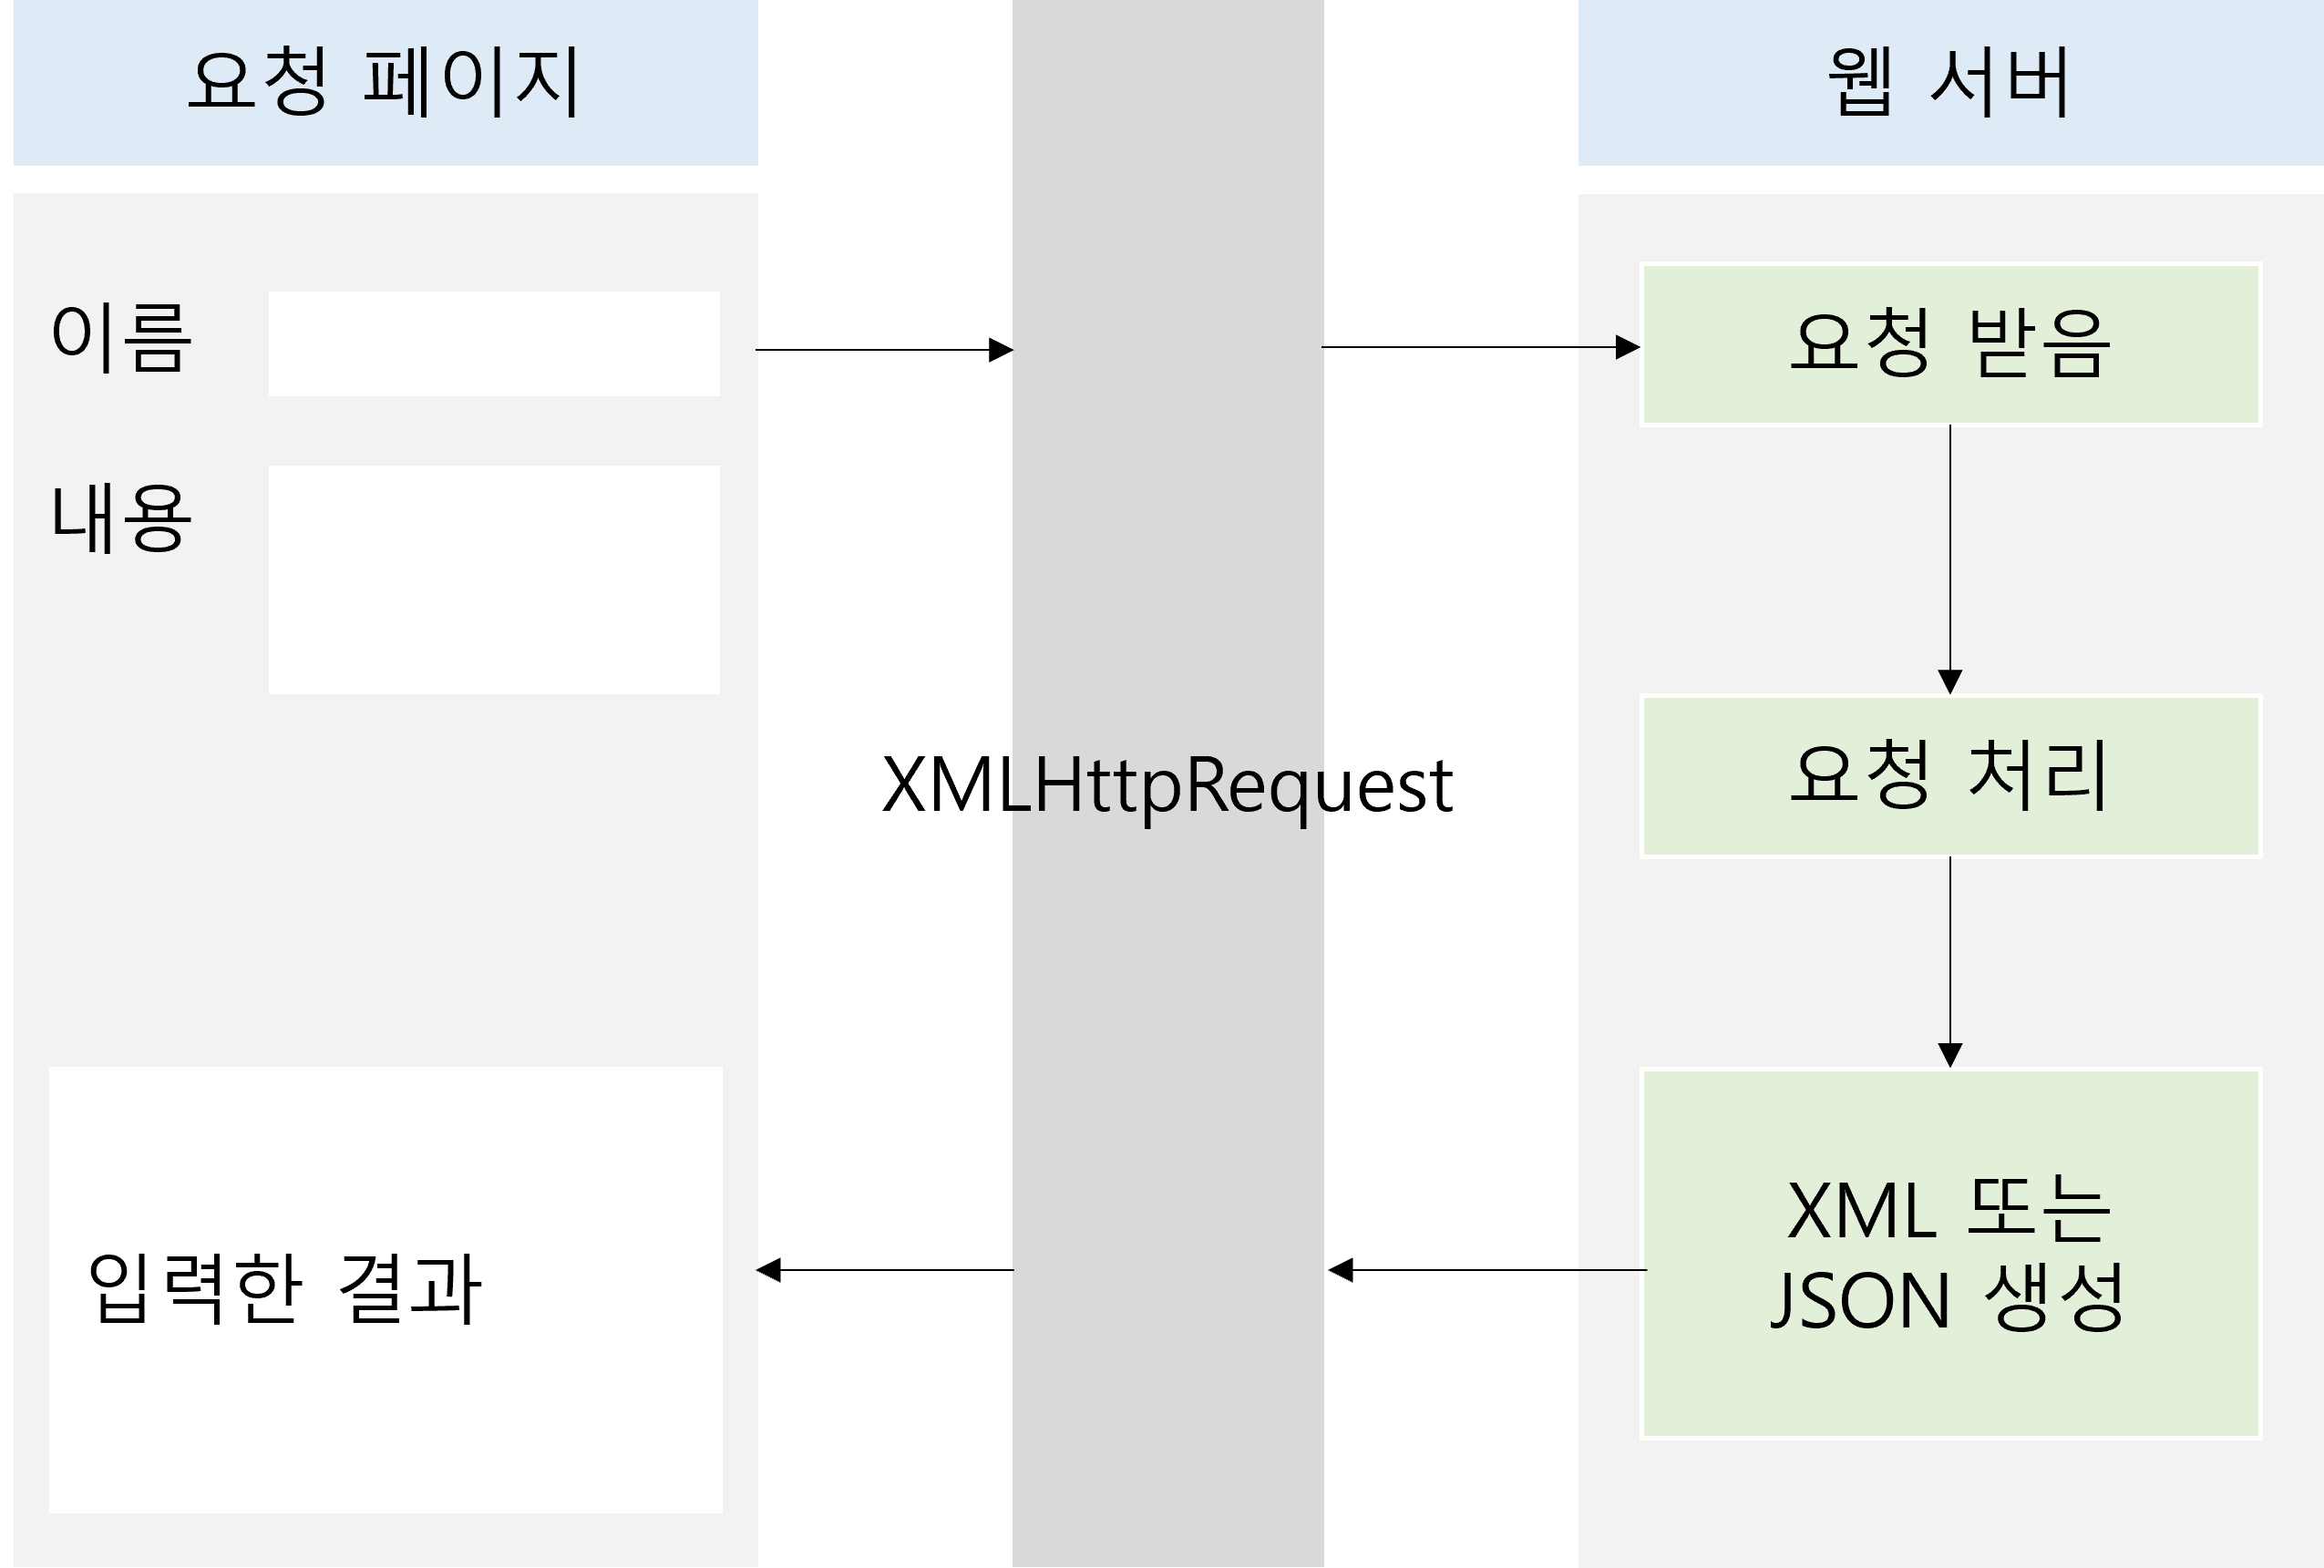 요청 페이지
웹 서버
이름
요청 받음
내용
XMLHttpRequest
요청 처리
입력한 결과
XML 또는
JSON 생성